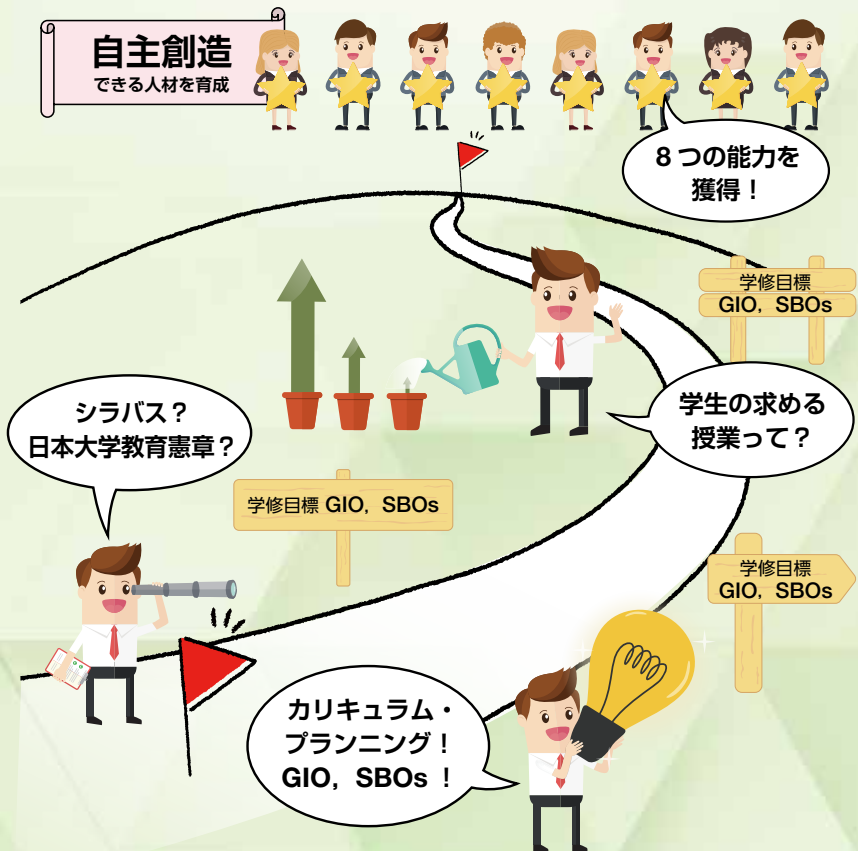 自主創造
できる人材を育成
8つの能力を
獲得！
学修目標
GIO，SBOs
シラバス？
日本大学教育憲章？
学生の求める
授業って？
学修目標 GIO，SBOs
学修目標
GIO，SBOs
カリキュラム・
プランニング！
GIO，SBOs ！